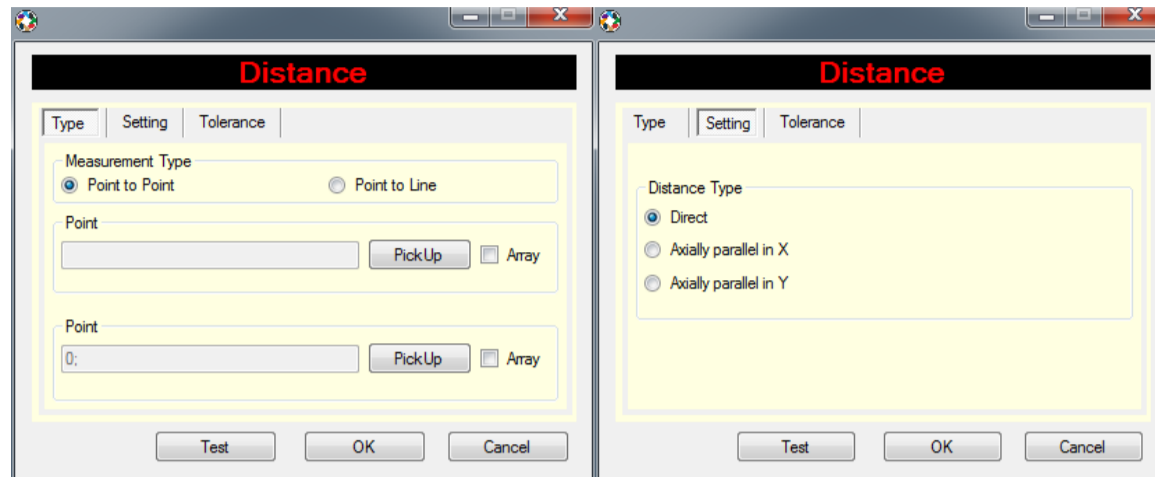 Distance
Type Setting Tolerance
Measurement Type
Point to Point Point to Line
Point
PickUp Array
Point
0; PickUp Array
Test OK Cancel
Distance
Type Setting Tolerance
Distance Type
Direct
Axially parallel in X
Axially parallel in Y
Test OK Cancel